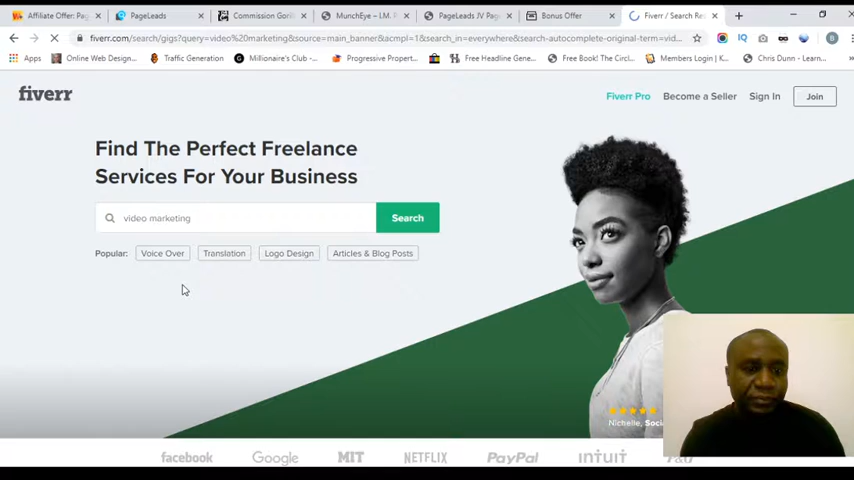 Affiliate Offer: Pag
PageLeads
Commission Goril
MunchEye – I.M. P
PageLeads JV Page
Bonus Offer
Fiverr / Search Res
fiverr.com/search/gigs?query=video%20marketing&source=main_banner&acmpl=1&search_in=everywhere&search-autocomplete-original-term=vid...
Apps
Online Web Design...
Traffic Generation
Millionaire's Club -...
Progressive Propert...
Free Headline Gener...
Free Book! The Circl...
Members Login | K...
Chris Dunn - Learn...
fiverr
Fiverr Pro
Become a Seller
Sign In
Join
Find The Perfect Freelance
Services For Your Business
video marketing
Search
Popular:
Voice Over
Translation
Logo Design
Articles & Blog Posts
Nichelle, Soci
facebook
Google
MIT
NETFLIX
PayPal
intuit